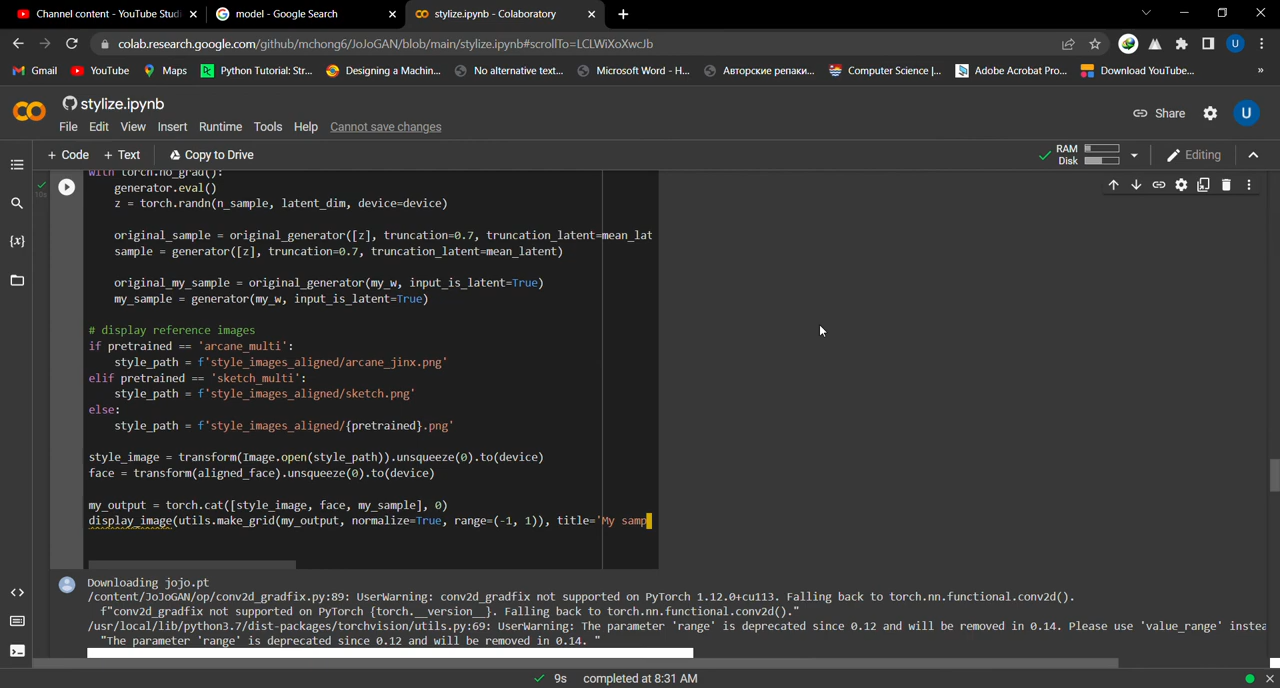 Channel content - YouTube Studi
model - Google Search
stylize.ipynb - Colaboratory
colab.research.google.com/github/mchong6/JoJoGAN/blob/main/stylize.ipynb#scrollTo=LCLWiXoXwcJb
U
Gmail
YouTube
Maps
Python Tutorial: Str...
Designing a Machin...
No alternative text...
Microsoft Word - H...
Авторские репаки...
Computer Science |...
Adobe Acrobat Pro...
Download YouTube...
»
stylize.ipynb
File Edit View Insert Runtime Tools Help Cannot save changes
Share
U
+ Code + Text
Copy to Drive
RAM
Disk
Editing
with torch.no_grad():
generator.eval()
z = torch.randn(n_sample, latent_dim, device=device)
original_sample = original_generator([z], truncation=0.7, truncation_latent=mean_lat
sample = generator([z], truncation=0.7, truncation_latent=mean_latent)
original_my_sample = original_generator(my_w, input_is_latent=True)
my_sample = generator(my_w, input_is_latent=True)
# display reference images
if pretrained == 'arcane_multi':
style_path = f'style_images_aligned/arcane_jinx.png'
elif pretrained == 'sketch_multi':
style_path = f'style_images_aligned/sketch.png'
else:
style_path = f'style_images_aligned/{pretrained}.png'
style_image = transform(Image.open(style_path)).unsqueeze(0).to(device)
face = transform(aligned_face).unsqueeze(0).to(device)
my_output = torch.cat([style_image, face, my_sample], 0)
display_image(utils.make_grid(my_output, normalize=True, range=(-1, 1)), title='My samp
Downloading jojo.pt
/content/JoJoGAN/op/conv2d_gradfix.py:89: UserWarning: conv2d_gradfix not supported on PyTorch 1.12.0+cu113. Falling back to torch.nn.functional.conv2d().
f"conv2d_gradfix not supported on PyTorch {torch.__version__}. Falling back to torch.nn.functional.conv2d()."
/usr/local/lib/python3.7/dist-packages/torchvision/utils.py:69: UserWarning: The parameter 'range' is deprecated since 0.12 and will be removed in 0.14. Please use 'value_range' instea
"The parameter 'range' is deprecated since 0.12 and will be removed in 0.14. "
9s completed at 8:31 AM